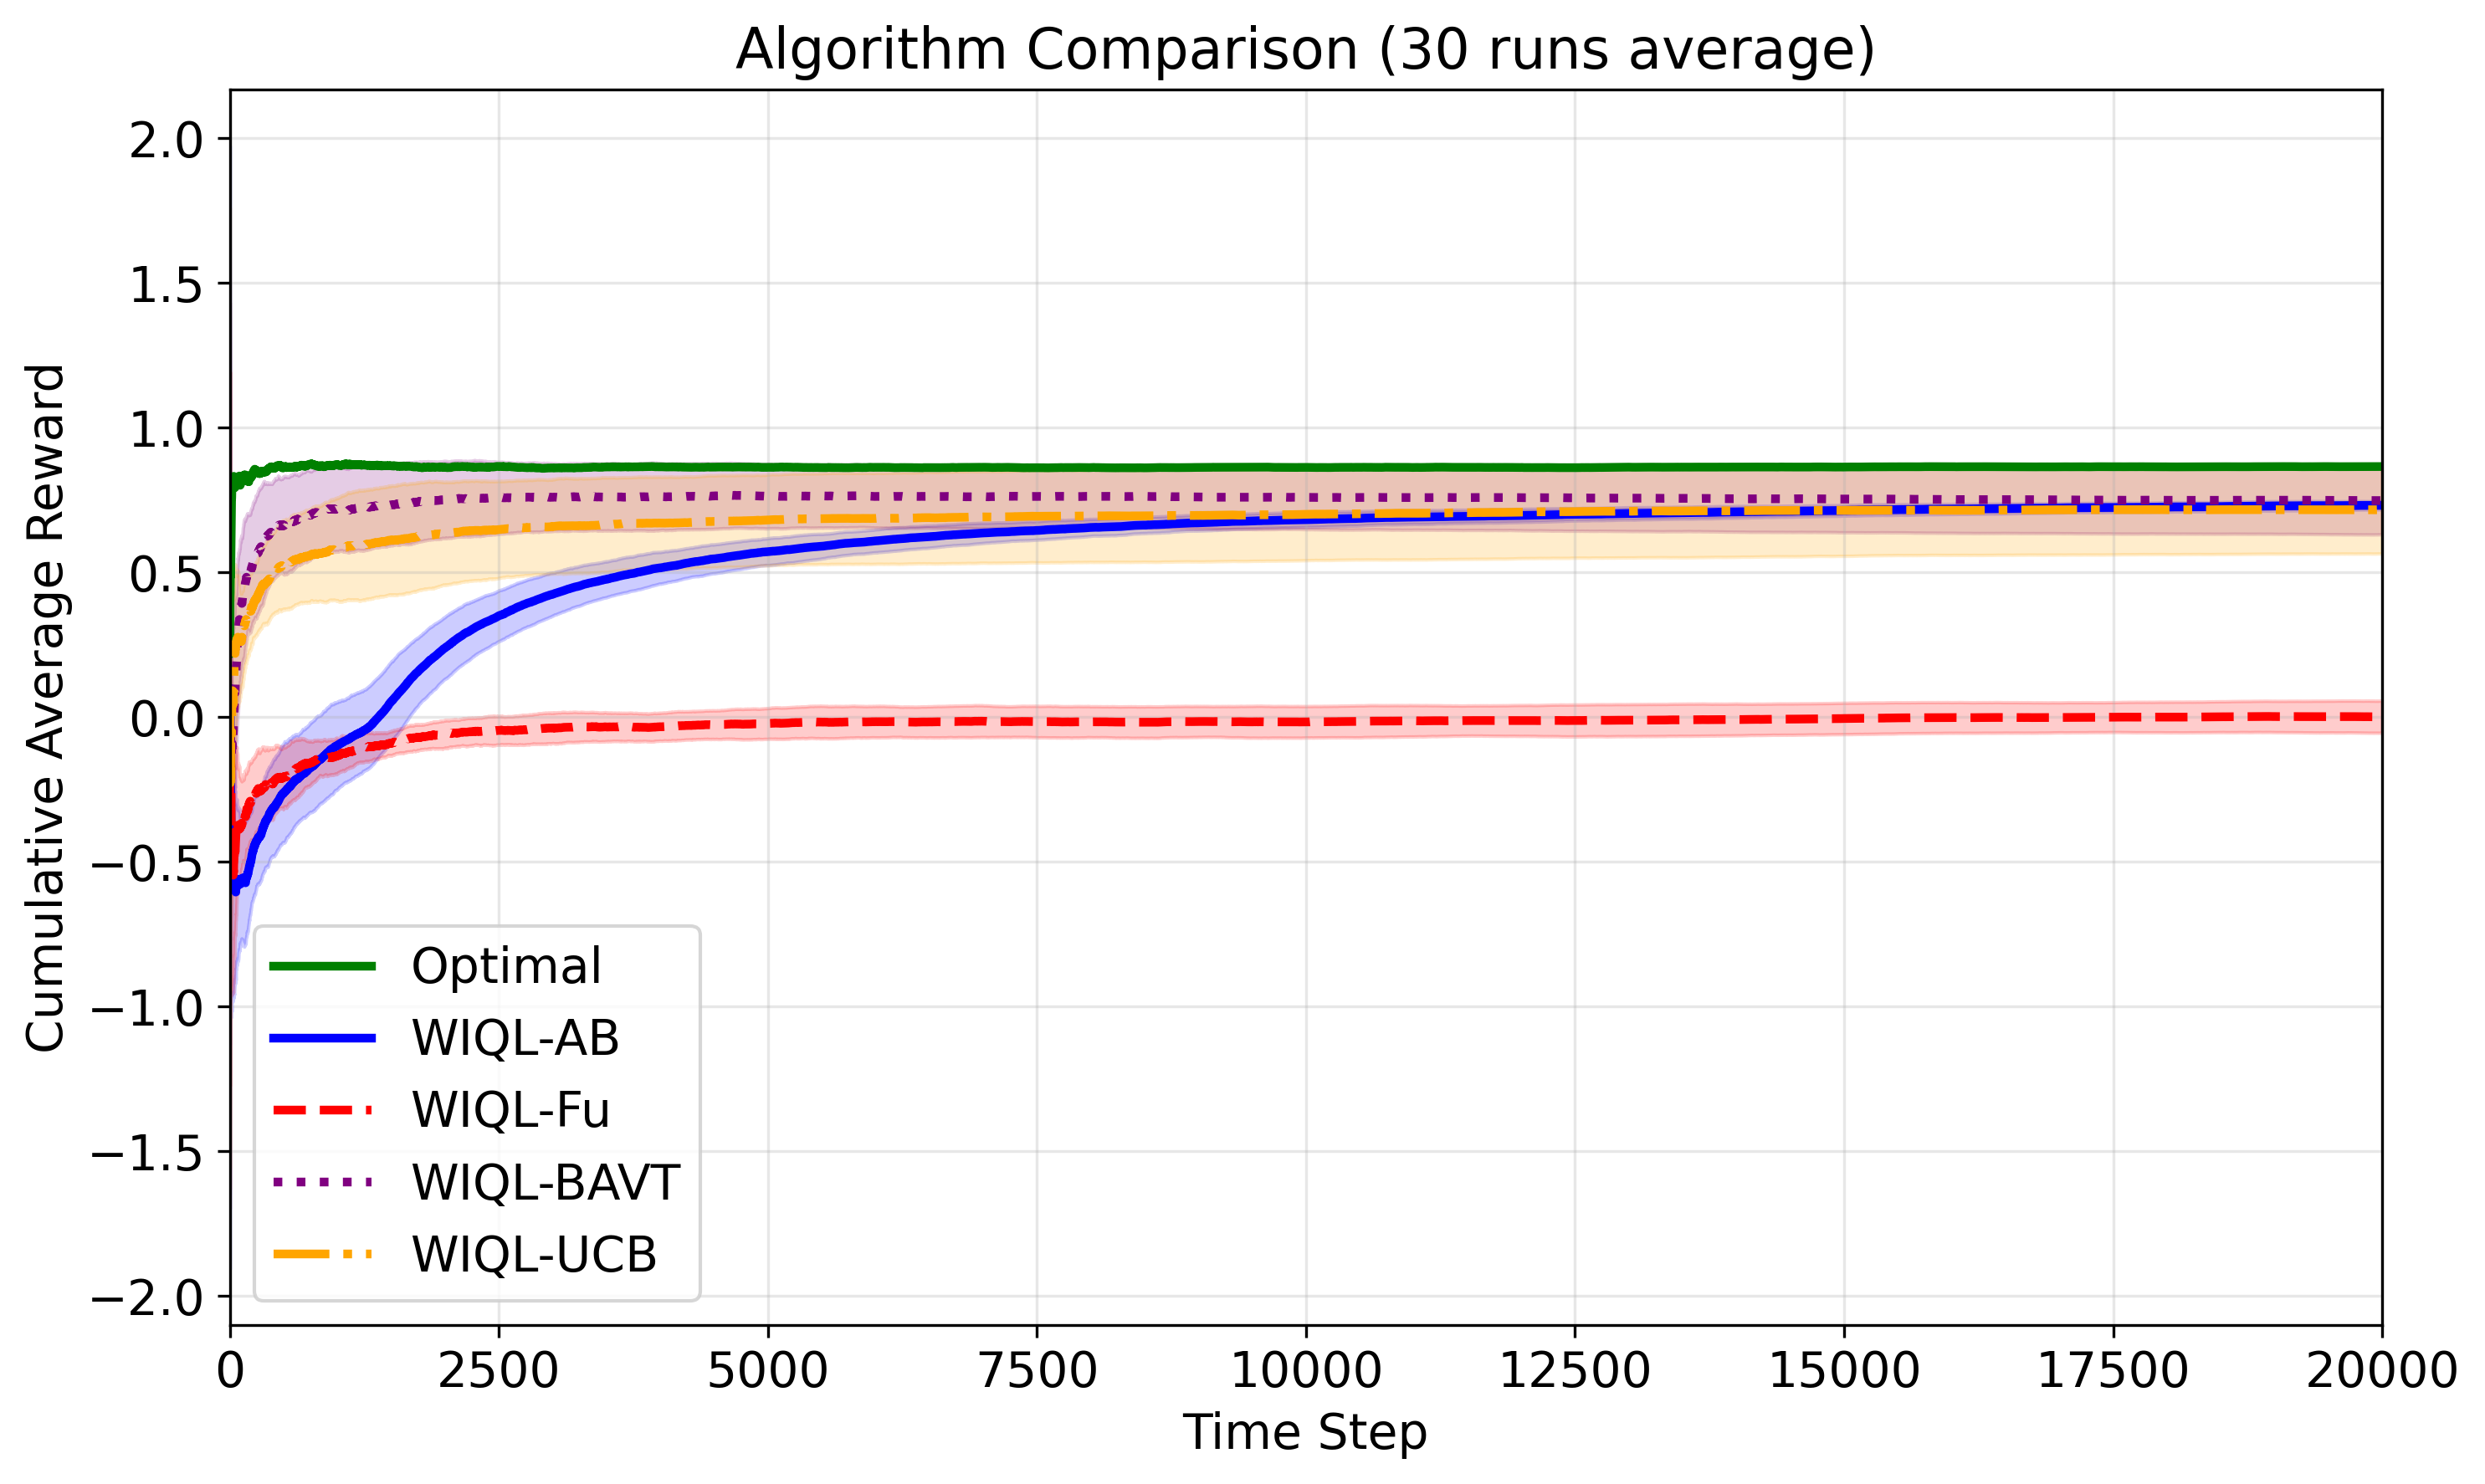 Algorithm Comparison (30 runs average)
Cumulative Average Reward
2.0
1.5
1.0
0.5
0.0
−0.5
−1.0
−1.5
−2.0
Optimal
WIQL-AB
WIQL-Fu
WIQL-BAVT
WIQL-UCB
0 2500 5000 7500 10000 12500 15000 17500 20000
Time Step